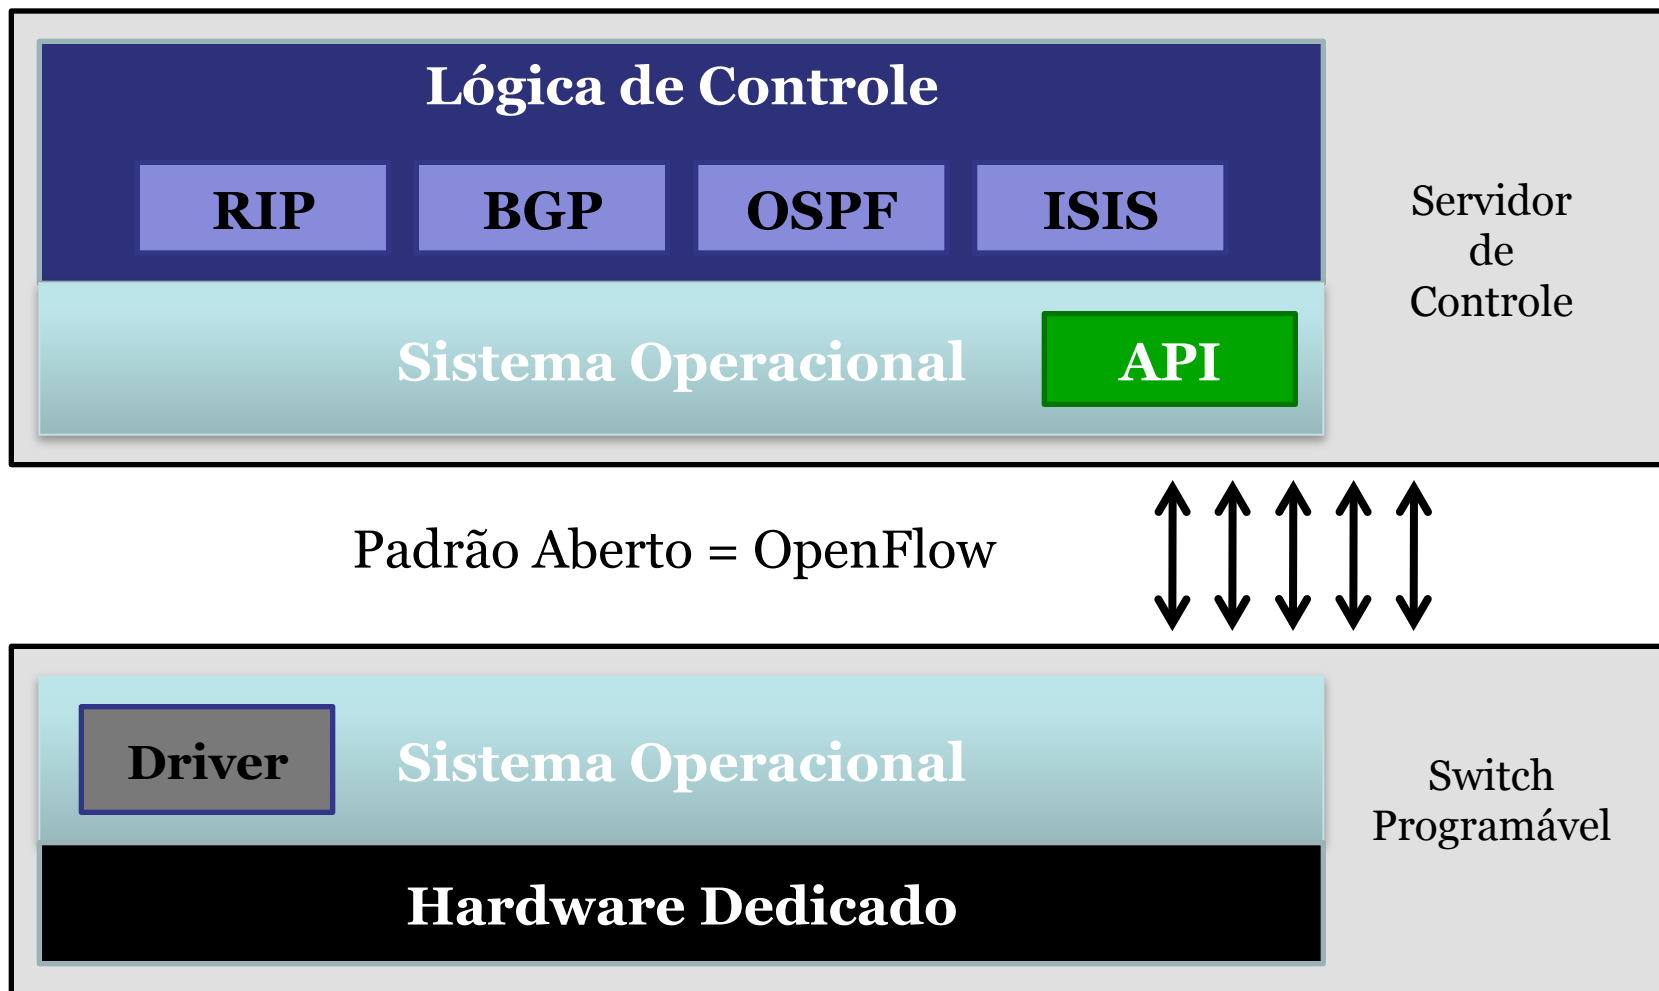 Lógica de Controle
RIP
BGP
OSPF
ISIS
Servidor
de
Controle
Sistema Operacional
API
Padrão Aberto = OpenFlow
Driver
Sistema Operacional
Switch
Programável
Hardware Dedicado